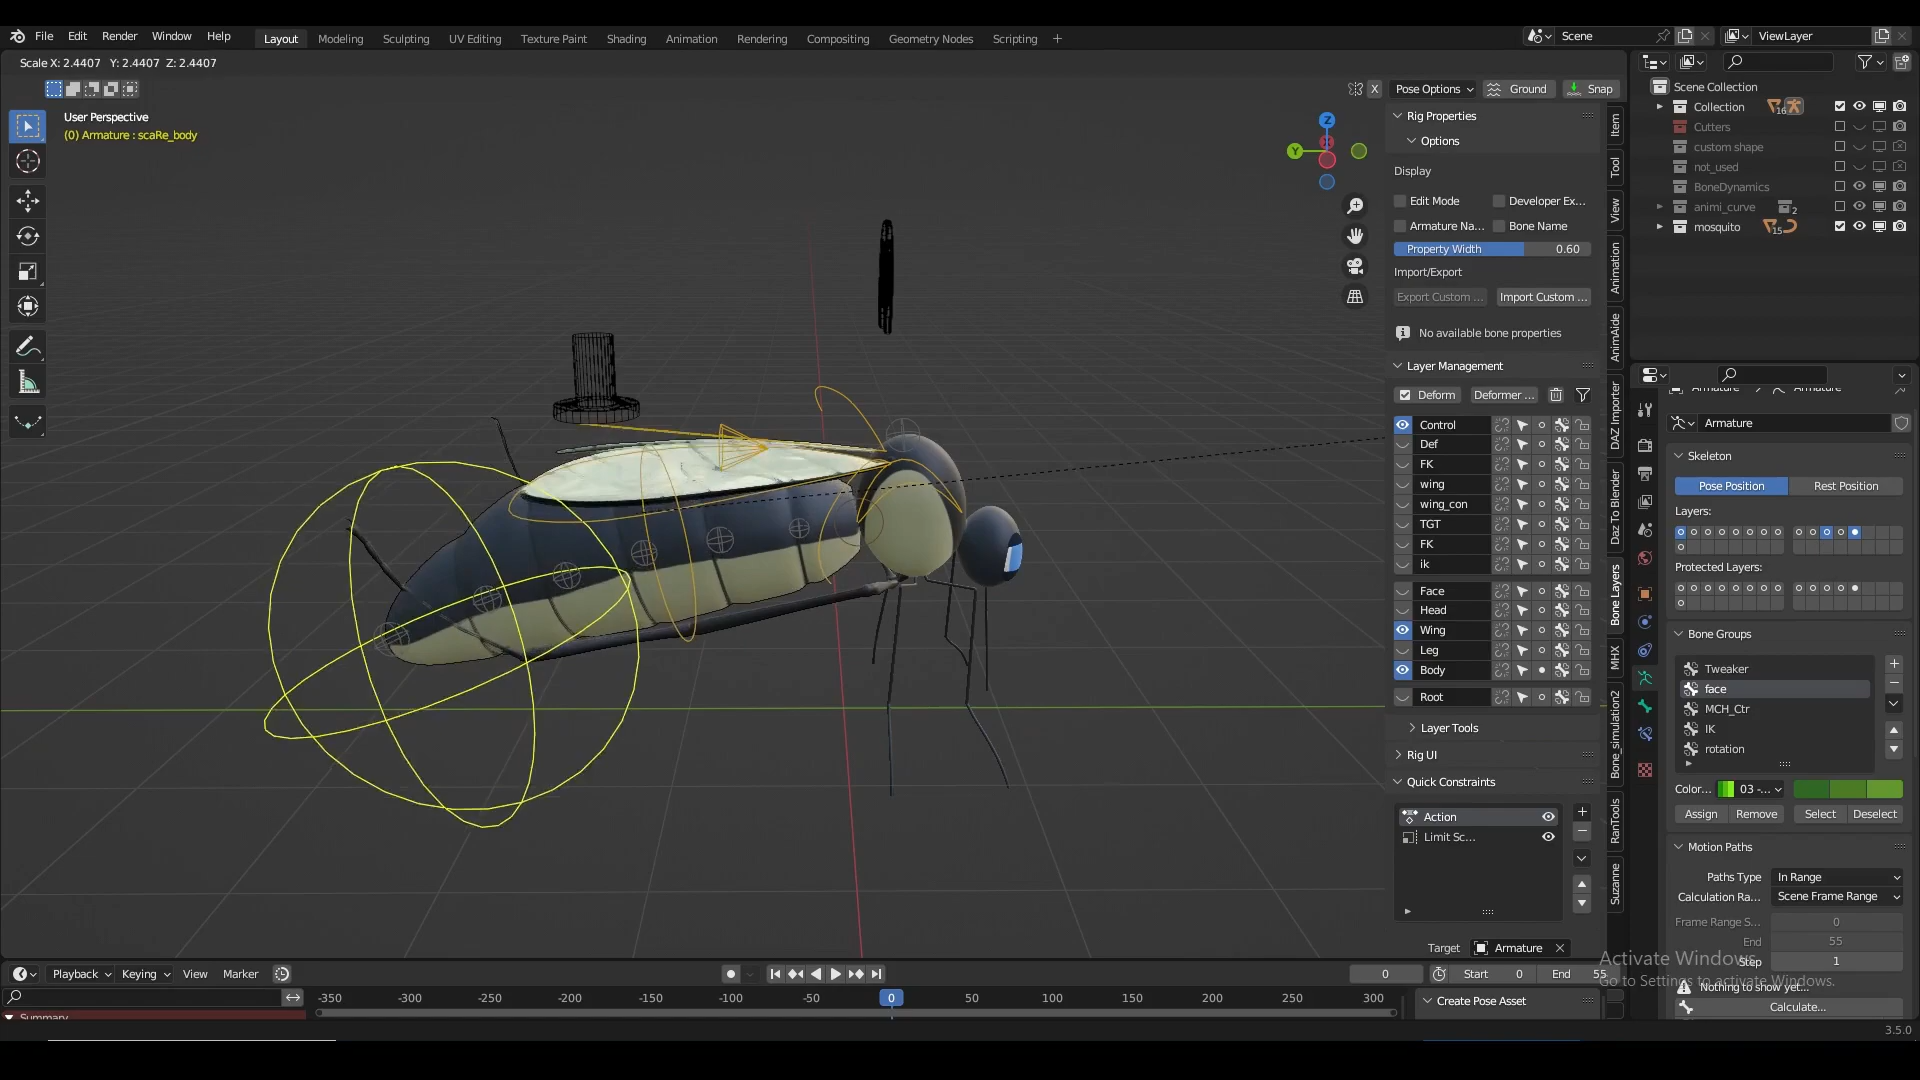 File Edit Render Window Help
Layout Modeling Sculpting UV Editing Texture Paint Shading Animation Rendering Compositing Geometry Nodes Scripting +
Scene
ViewLayer
Scale X: 2.4407 Y: 2.4407 Z: 2.4407
X Pose Options Ground Snap
User Perspective
(0) Armature : scaRe_body
Z
X
Y
Rig Properties
Options
Display
Edit Mode Developer Ex...
Armature Na... Bone Name
Property Width 0.60
Import/Export
Export Custom ... Import Custom ...
No available bone properties
Layer Management
Deform Deformer ...
Control
Def
FK
wing
wing_con
TGT
FK
ik
Face
Head
Wing
Leg
Body
Root
Layer Tools
Rig UI
Quick Constraints
Action
Limit Sc...
Target Armature
Create Pose Asset
Item
Tool
View
Animation
AnimAide
DAZ Importer
Daz To Blender
Bone Layers
MHX
Bone_simulation2
RanTools
Suzanne
Scene Collection
Collection 16
Cutters
custom shape
not_used
BoneDynamics
animi_curve 2
mosquito 15
Armature Armature
Armature
Skeleton
Pose Position Rest Position
Layers:
Protected Layers:
Bone Groups
Tweaker
face
MCH_Ctr
IK
rotation
Color... 03 -...
Assign Remove Select Deselect
Motion Paths
Paths Type In Range
Calculation Ra... Scene Frame Range
Frame Range S... 0
End 55
Step 1
Nothing to show yet...
Calculate...
Activate Windows
Go to Settings to activate Windows.
Playback Keying View Marker
0 Start 0 End 55
-350 -300 -250 -200 -150 -100 -50 0 50 100 150 200 250 300
Summary
3.5.0